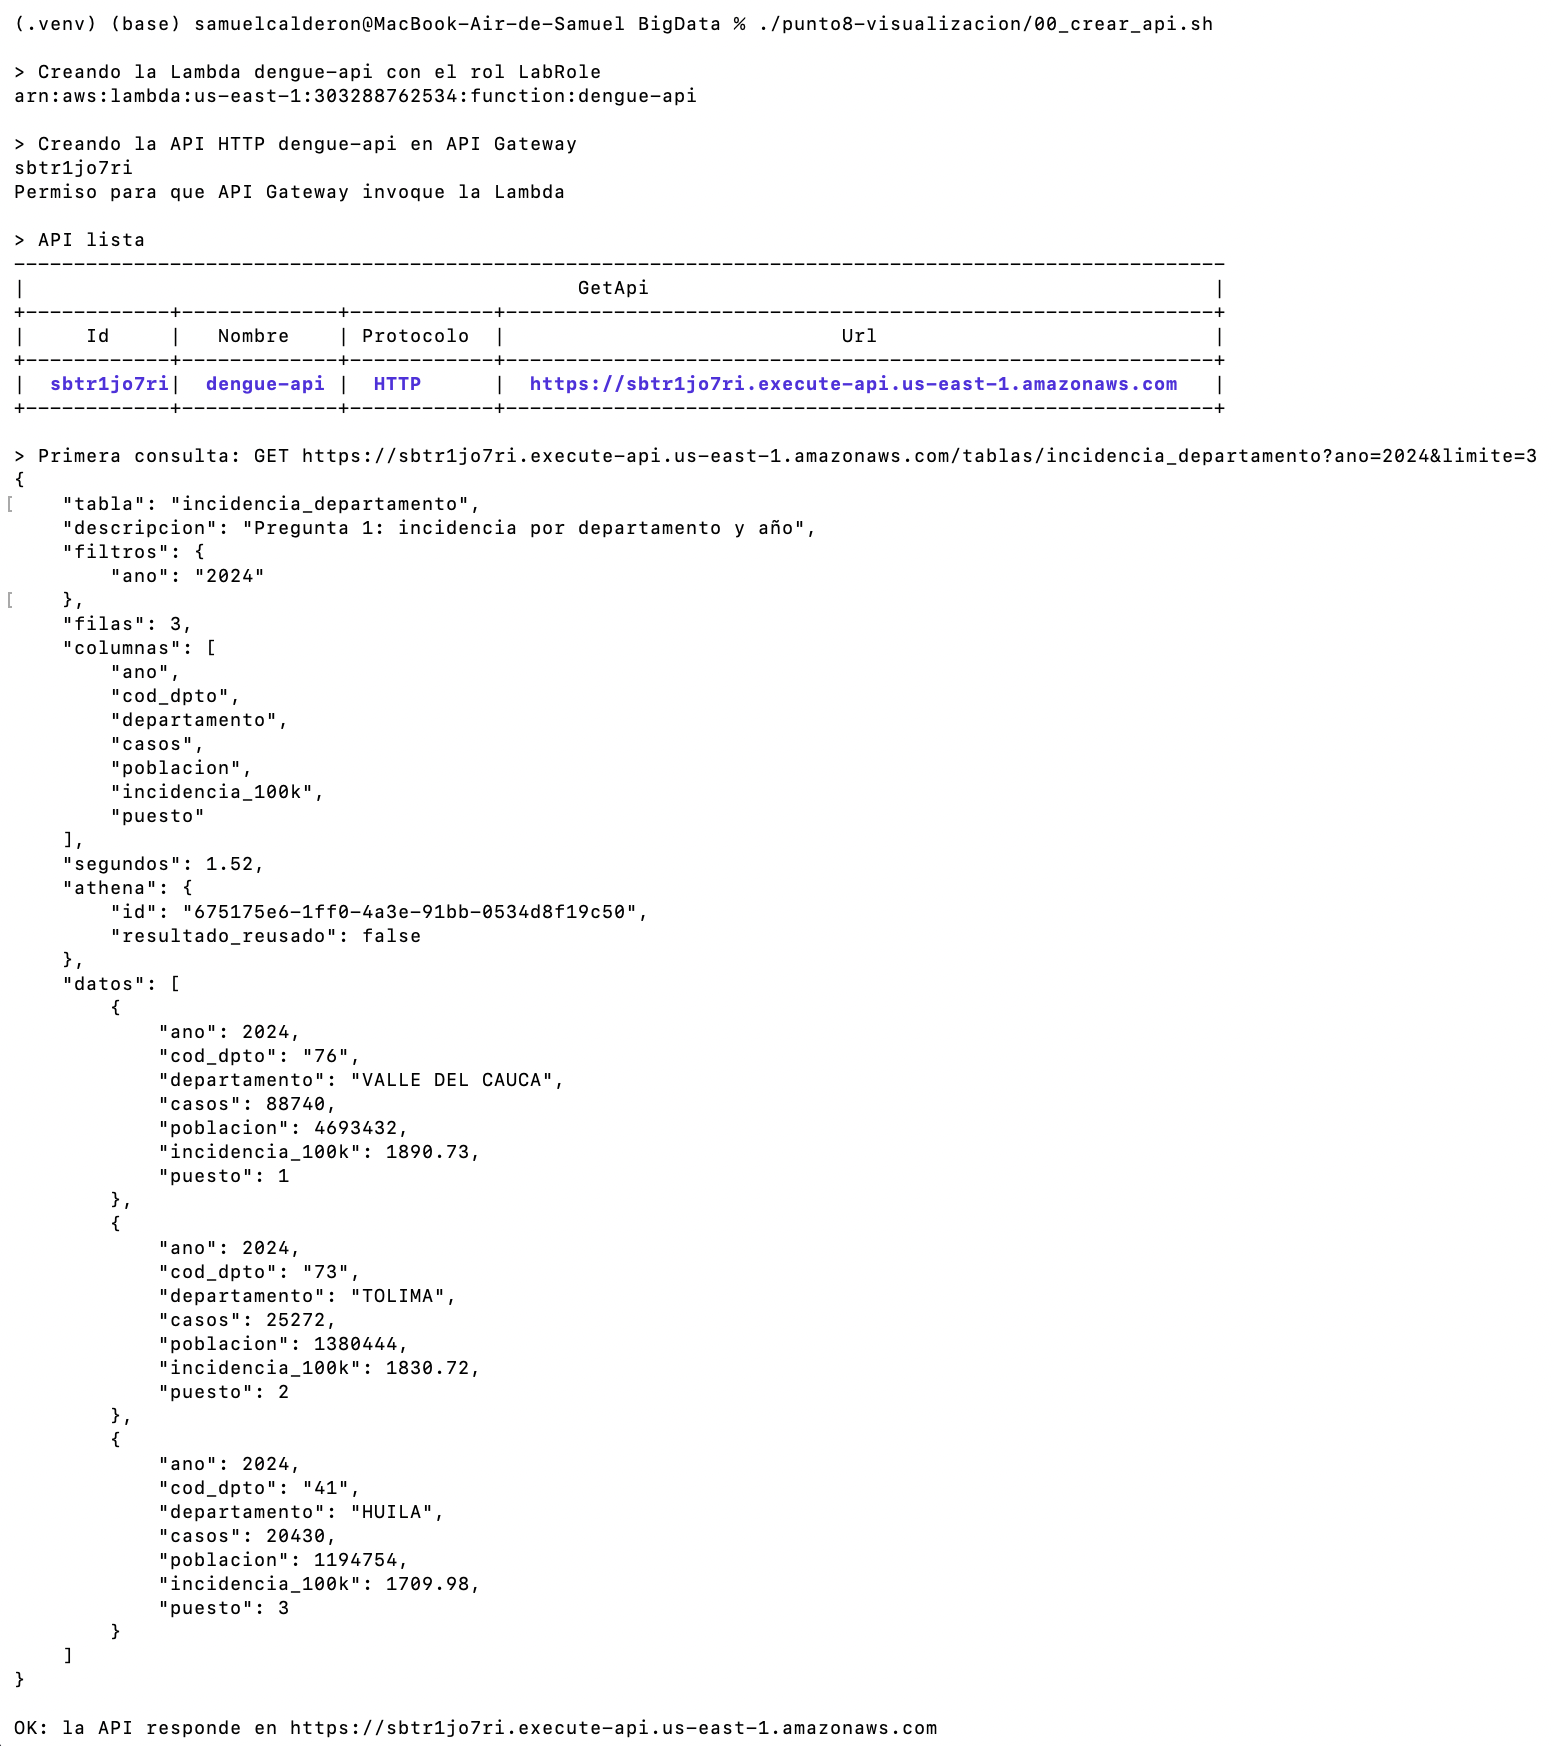 (.venv) (base) samuelcalderon@MacBook-Air-de-Samuel BigData % ./punto8-visualizacion/00_crear_api.sh
> Creando la Lambda dengue-api con el rol LabRole
arn:aws:lambda:us-east-1:303288762534:function:dengue-api
> Creando la API HTTP dengue-api en API Gateway
sbtr1jo7ri
Permiso para que API Gateway invoque la Lambda
> API lista
-----------------------------------------------------------------------------------------------------
|                                              GetApi                                               |
+------------+-------------+------------+-----------------------------------------------------------+
|     Id     |   Nombre    | Protocolo  |                            Url                            |
+------------+-------------+------------+-----------------------------------------------------------+
|  sbtr1jo7ri|  dengue-api |  HTTP      |  https://sbtr1jo7ri.execute-api.us-east-1.amazonaws.com   |
+------------+-------------+------------+-----------------------------------------------------------+
> Primera consulta: GET https://sbtr1jo7ri.execute-api.us-east-1.amazonaws.com/tablas/incidencia_departamento?ano=2024&limite=3
{
[    "tabla": "incidencia_departamento",
    "descripcion": "Pregunta 1: incidencia por departamento y año",
    "filtros": {
        "ano": "2024"
[    },
    "filas": 3,
    "columnas": [
        "ano",
        "cod_dpto",
        "departamento",
        "casos",
        "poblacion",
        "incidencia_100k",
        "puesto"
    ],
    "segundos": 1.52,
    "athena": {
        "id": "675175e6-1ff0-4a3e-91bb-0534d8f19c50",
        "resultado_reusado": false
    },
    "datos": [
        {
            "ano": 2024,
            "cod_dpto": "76",
            "departamento": "VALLE DEL CAUCA",
            "casos": 88740,
            "poblacion": 4693432,
            "incidencia_100k": 1890.73,
            "puesto": 1
        },
        {
            "ano": 2024,
            "cod_dpto": "73",
            "departamento": "TOLIMA",
            "casos": 25272,
            "poblacion": 1380444,
            "incidencia_100k": 1830.72,
            "puesto": 2
        },
        {
            "ano": 2024,
            "cod_dpto": "41",
            "departamento": "HUILA",
            "casos": 20430,
            "poblacion": 1194754,
            "incidencia_100k": 1709.98,
            "puesto": 3
        }
    ]
}
OK: la API responde en https://sbtr1jo7ri.execute-api.us-east-1.amazonaws.com